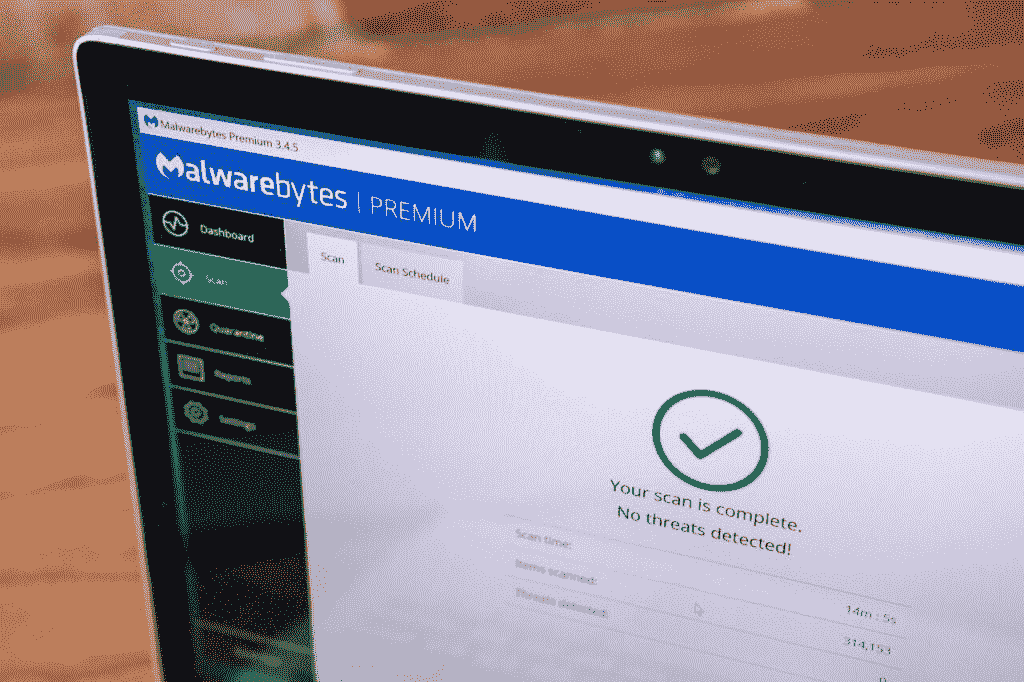 Malwarebytes Premium 3.4.5
Malwarebytes | PREMIUM
Dashboard
Scan
Quarantine
Reports
Settings
Scan
Scan Schedule
Your scan is complete.
No threats detected!
Scan time: 14m : 5s
Items scanned: 314,153
Threats detected: 0